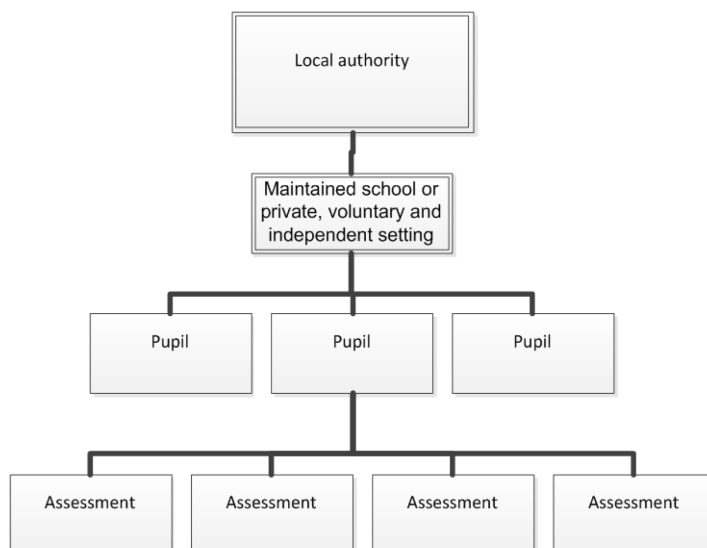 Local authority
Maintained school or
private, voluntary and
independent setting
Pupil
Pupil
Pupil
Assessment
Assessment
Assessment
Assessment